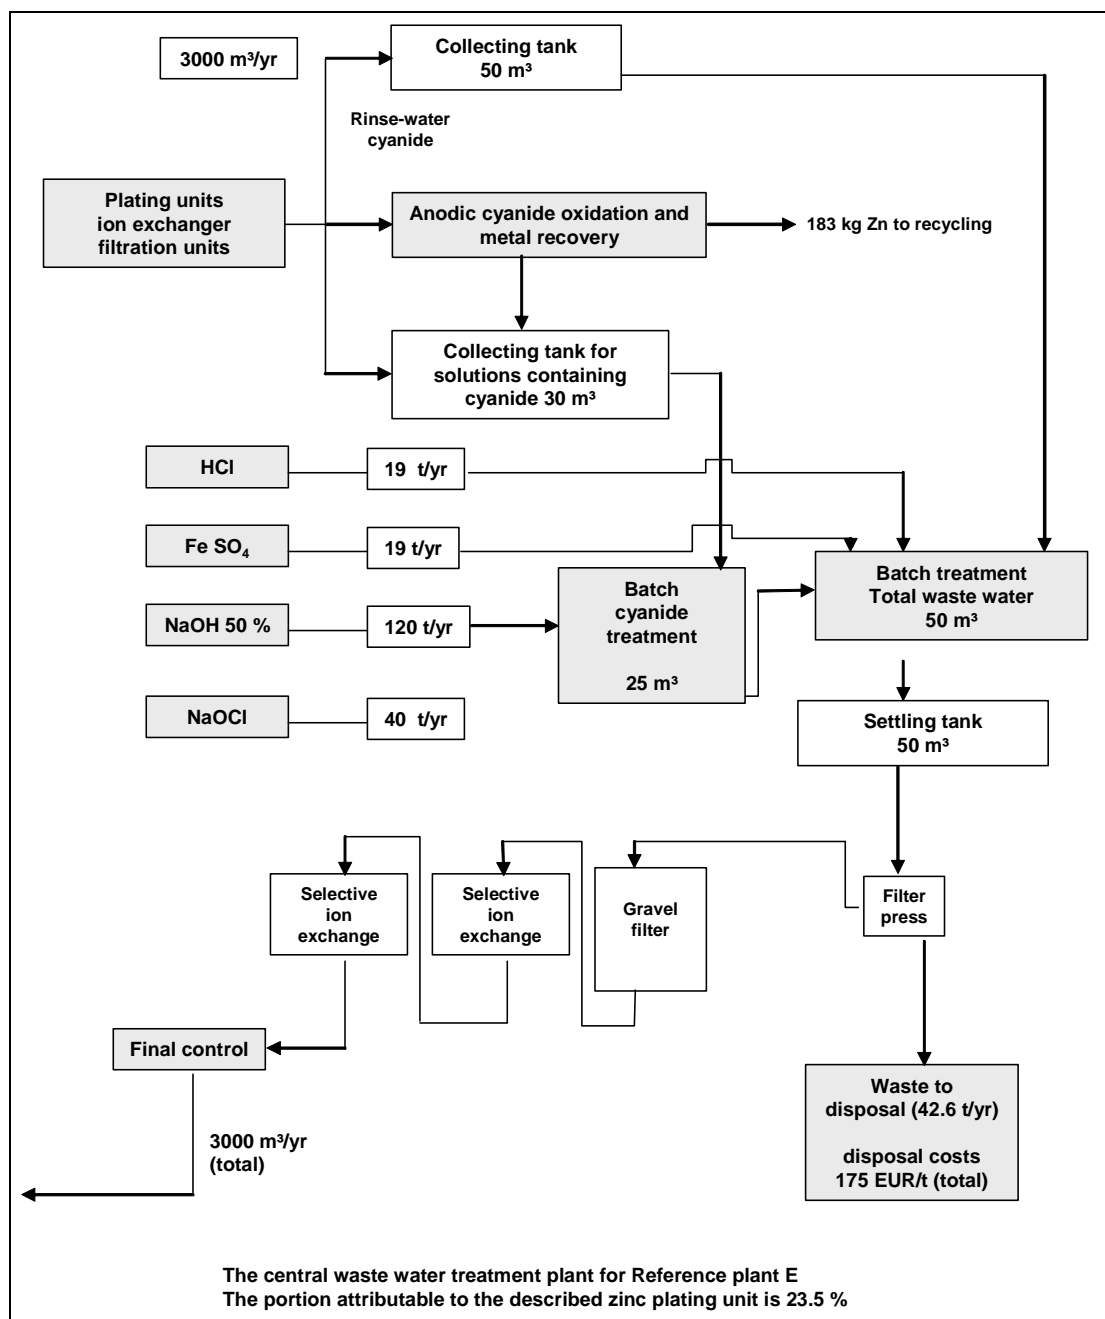 3000 m³/yr
Collecting tank
50 m³
Rinse-water
cyanide
Plating units
ion exchanger
filtration units
Anodic cyanide oxidation and
metal recovery
183 kg Zn to recycling
Collecting tank for
solutions containing
cyanide 30 m³
HCl
19 t/yr
Fe SO₄
19 t/yr
NaOH 50 %
120 t/yr
NaOCl
40 t/yr
Batch
cyanide
treatment
25 m³
Batch treatment
Total waste water
50 m³
Settling tank
50 m³
Selective
ion
exchange
Selective
ion
exchange
Gravel
filter
Filter
press
Final control
3000 m³/yr
(total)
Waste to
disposal (42.6 t/yr)
disposal costs
175 EUR/t (total)
The central waste water treatment plant for Reference plant E
The portion attributable to the described zinc plating unit is 23.5 %